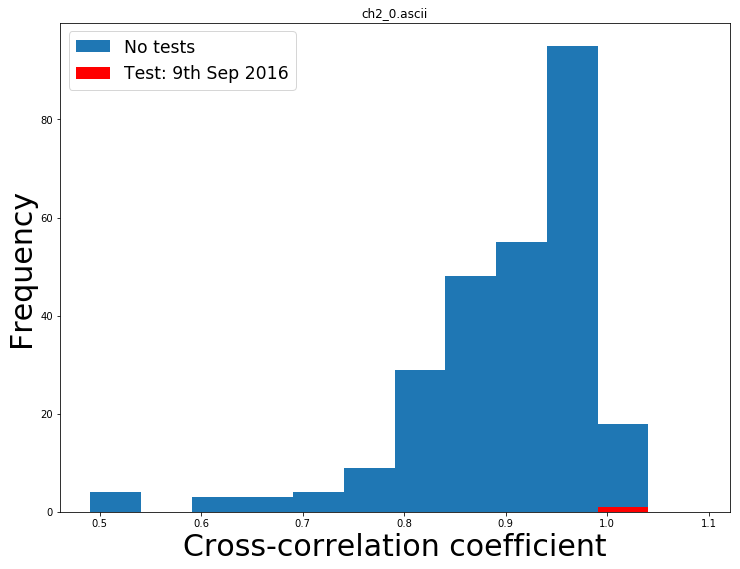 ch2_0.ascii
No tests
Test: 9th Sep 2016
Frequency
80
60
40
20
0
0.5 0.6 0.7 0.8 0.9 1.0 1.1
Cross-correlation coefficient